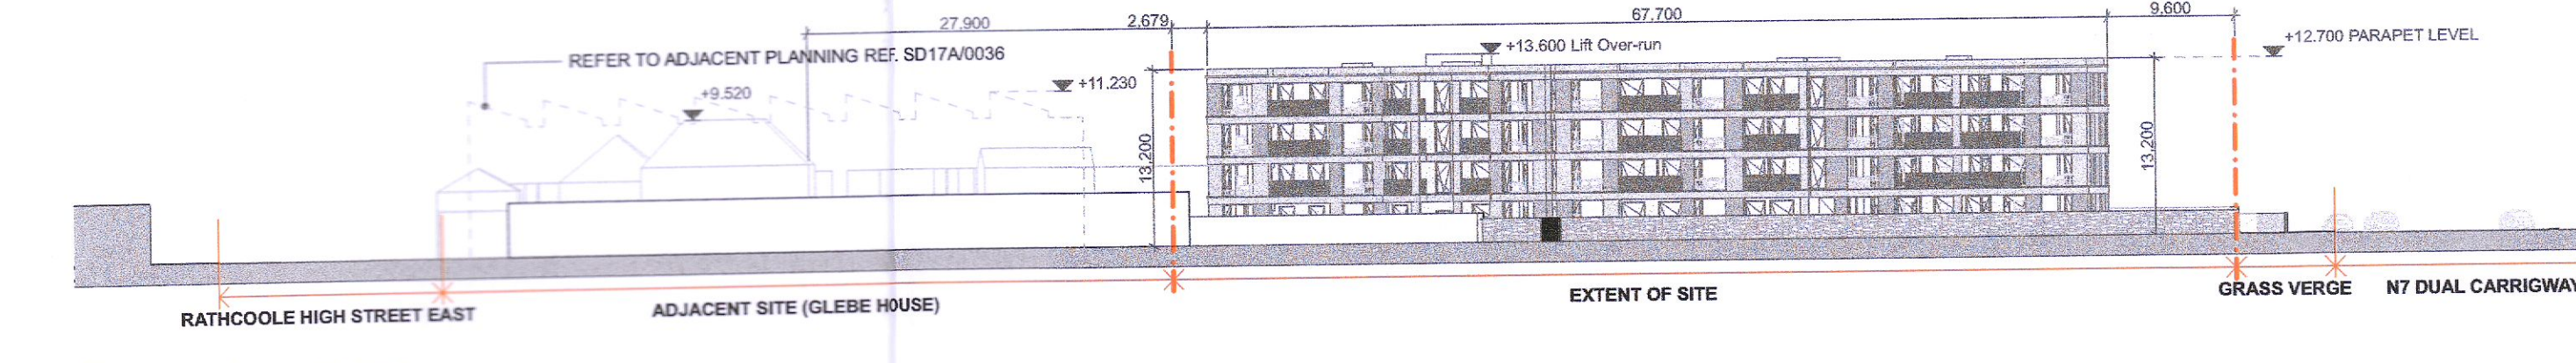 27,900
2,679
67,700
9,600
REFER TO ADJACENT PLANNING REF. SD17A/0036
+13.600 Lift Over-run
+12.700 PARAPET LEVEL
+9.520
+11.230
13,200
13,200
RATHCOOLE HIGH STREET EAST
ADJACENT SITE (GLEBE HOUSE)
EXTENT OF SITE
GRASS VERGE
N7 DUAL CARRIGWAY